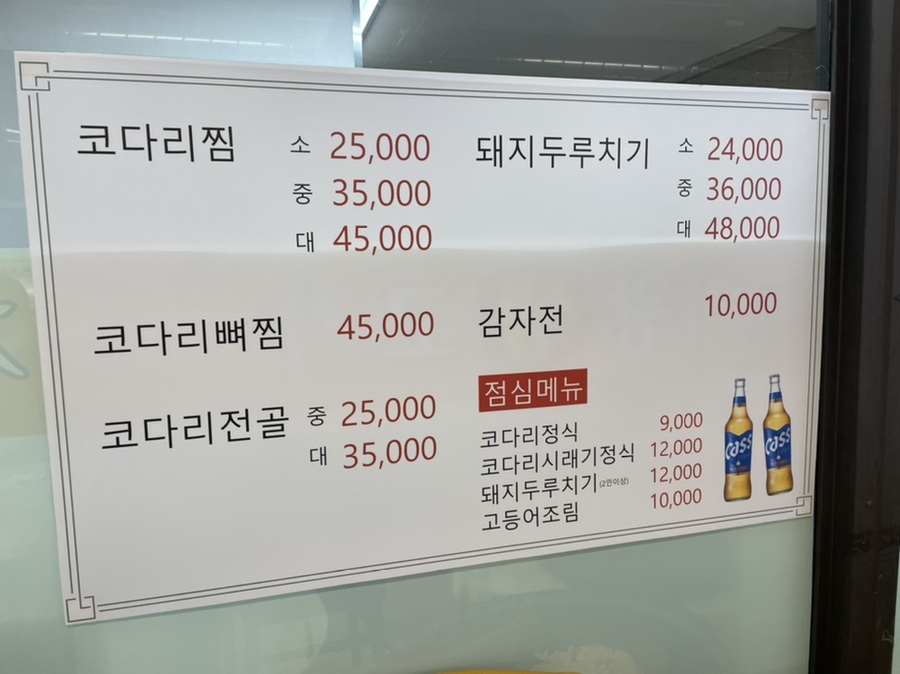 코다리찜 소 25,000
중 35,000
대 45,000
코다리뼈찜 45,000
코다리전골 중 25,000
대 35,000
돼지두루치기 소 24,000
중 36,000
대 48,000
감자전 10,000
점심메뉴
코다리정식 9,000
코다리시래기정식 12,000
돼지두루치기(2인이상) 12,000
고등어조림 10,000
Cass Cass